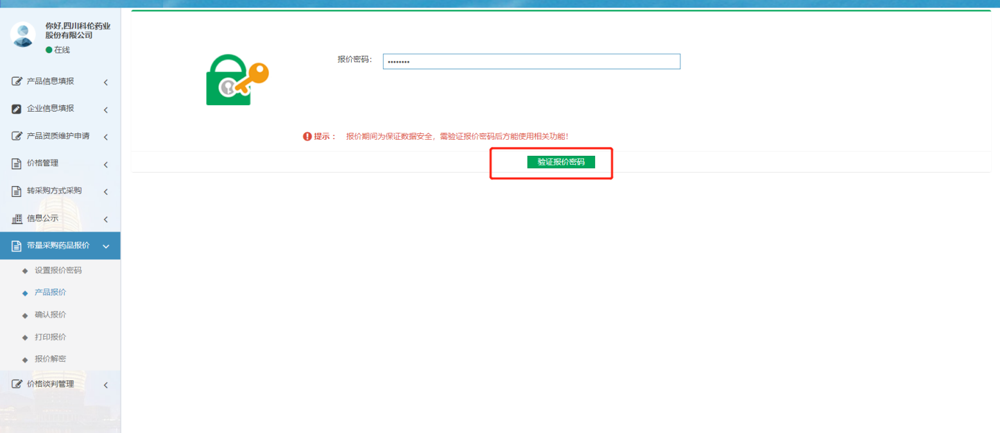 你好,四川科伦药业
股份有限公司
在线
产品信息填报
企业信息填报
产品资质维护申请
价格管理
转采购方式采购
信息公示
带量采购药品报价
设置报价密码
产品报价
确认报价
打印报价
报价解密
价格谈判管理
报价密码：
••••••••
提示： 报价期间为保证数据安全，需验证报价密码后方能使用相关功能！
验证报价密码